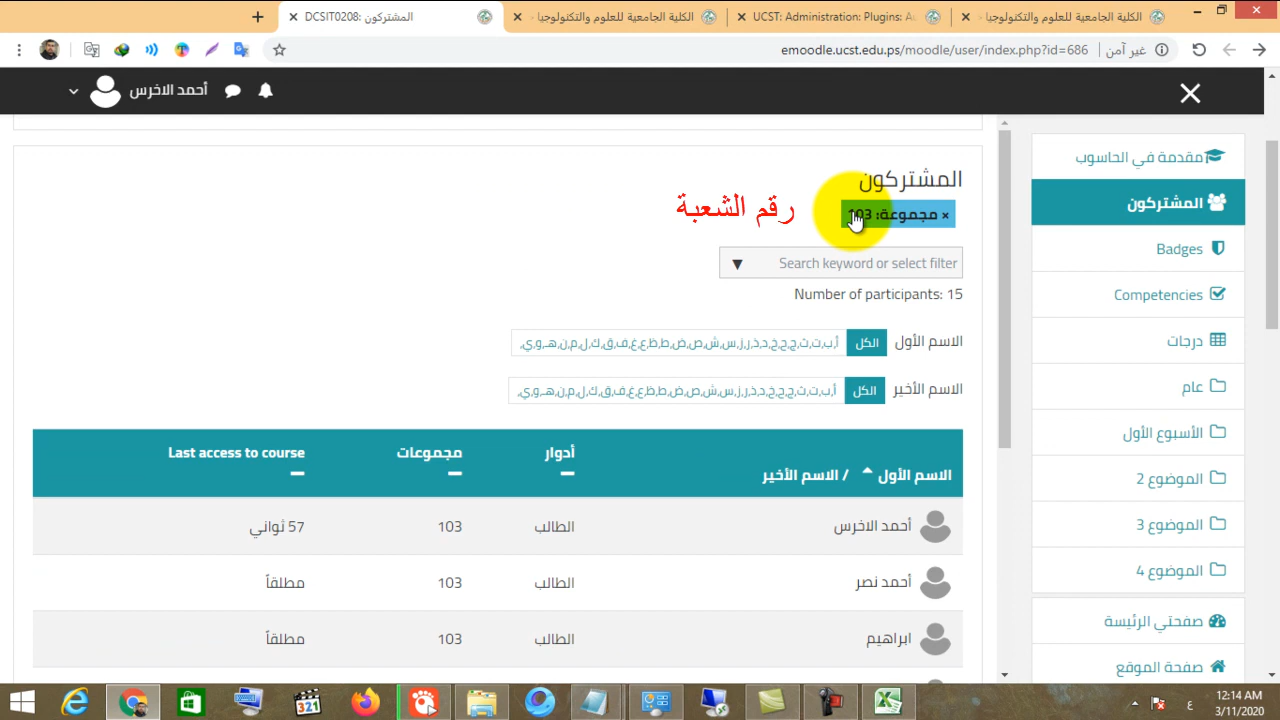 DCSIT0208: المشتركون
الكلية الجامعية للعلوم والتكنولوجيا
UCST: Administration: Plugins: Au
الكلية الجامعية للعلوم والتكنولوجيا
emoodle.ucst.edu.ps/moodle/user/index.php?id=686
غير آمن
أحمد الاخرس
مقدمة في الحاسوب
المشتركون
Badges
Competencies
درجات
عام
الأسبوع الأول
الموضوع 2
الموضوع 3
الموضوع 4
صفحتي الرئيسة
صفحة الموقع
المشتركون
× مجموعة: 103
رقم الشعبة
Search keyword or select filter ▼
Number of participants: 15
الاسم الأول الكل أ,ب,ت,ث,ج,ح,خ,د,ذ,ر,ز,س,ش,ص,ض,ط,ظ,ع,غ,ف,ق,ك,ل,م,ن,هـ,و,ي,
الاسم الأخير الكل أ,ب,ت,ث,ج,ح,خ,د,ذ,ر,ز,س,ش,ص,ض,ط,ظ,ع,غ,ف,ق,ك,ل,م,ن,هـ,و,ي,
الاسم الأول / الاسم الأخير أدوار مجموعات Last access to course
أحمد الاخرس الطالب 103 57 ثواني
أحمد نصر الطالب 103 مطلقاً
ابراهيم الطالب 103 مطلقاً
321
ع
12:14 AM
3/11/2020